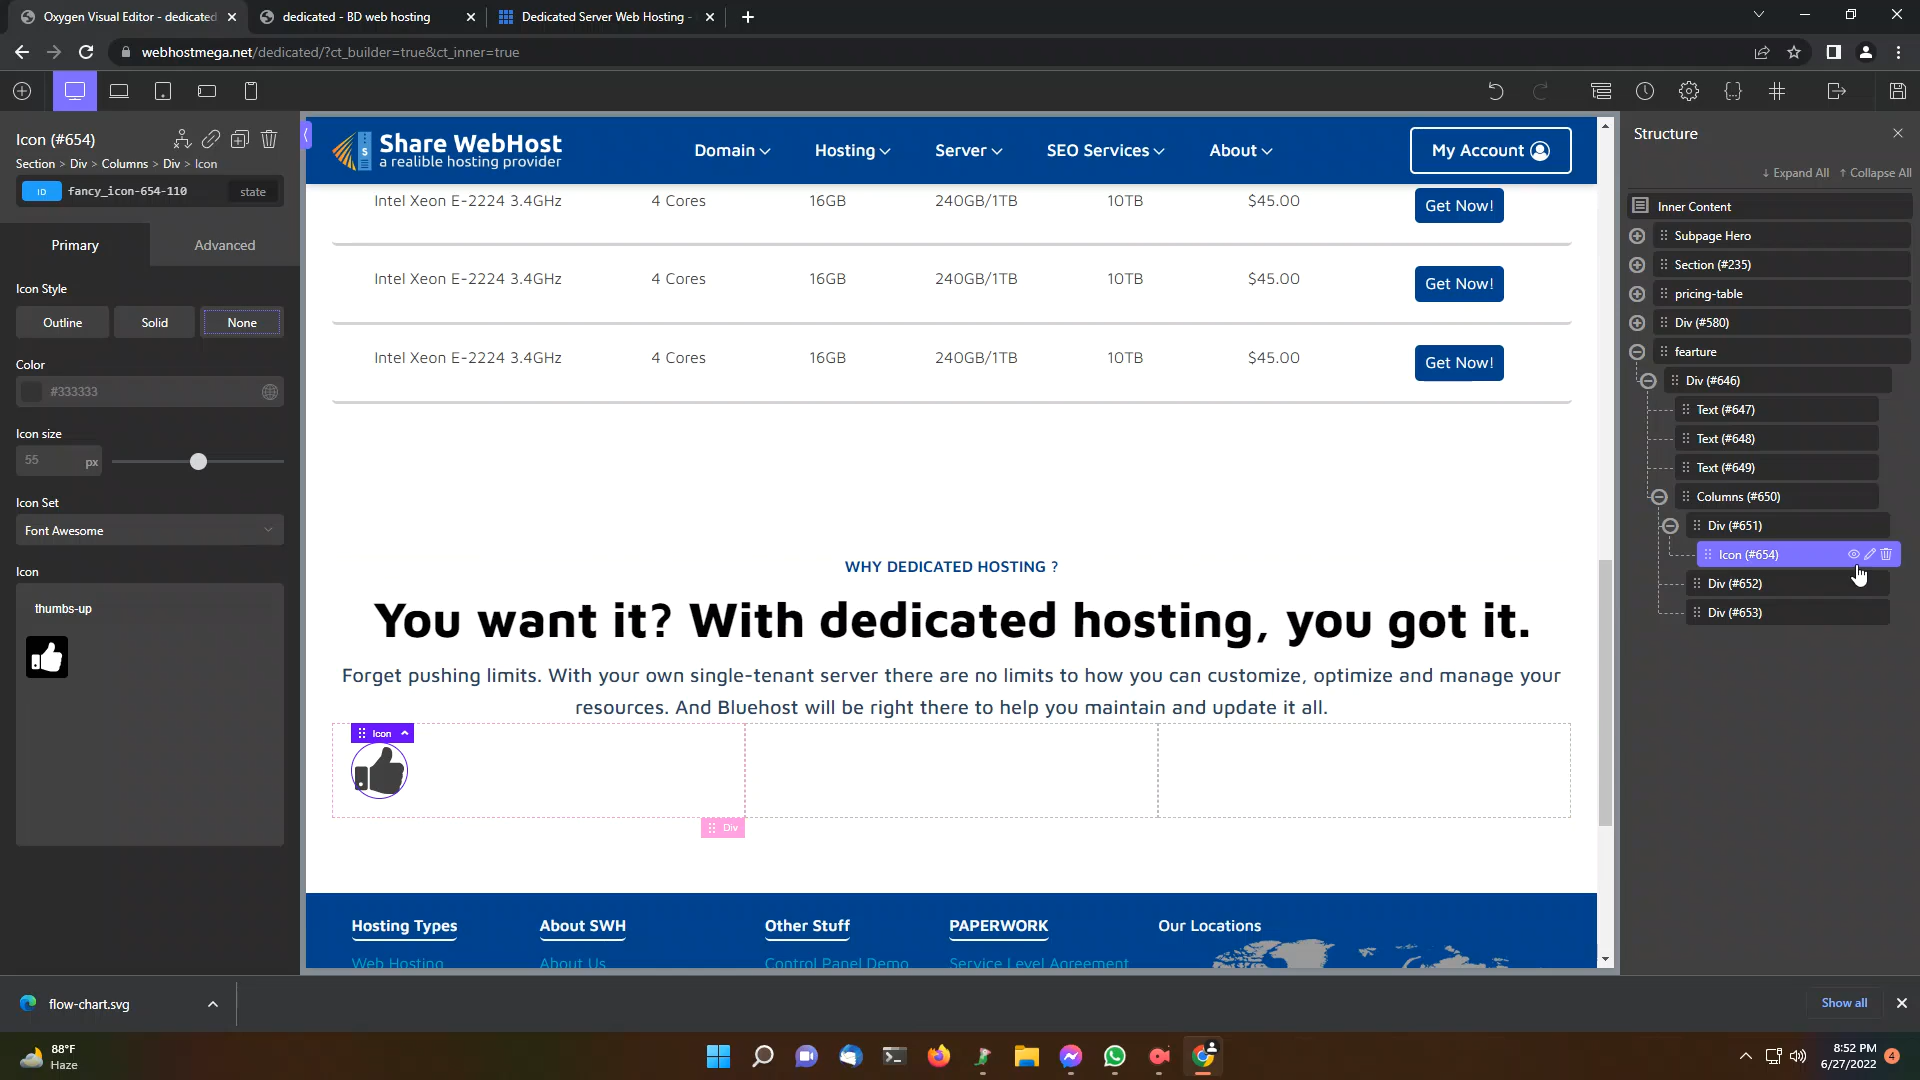 Oxygen Visual Editor - dedicated
dedicated - BD web hosting
Dedicated Server Web Hosting -
webhostmega.net/dedicated/?ct_builder=true&ct_inner=true
Icon (#654)
Section > Div > Columns > Div > Icon
ID fancy_icon-654-110 state
Primary Advanced
Icon Style
Outline Solid None
Color
#333333
Icon size
55 px
Icon Set
Font Awesome
Icon
thumbs-up
Share WebHost
a realible hosting provider
Domain Hosting Server SEO Services About My Account
Intel Xeon E-2224 3.4GHz 4 Cores 16GB 240GB/1TB 10TB $45.00 Get Now!
Intel Xeon E-2224 3.4GHz 4 Cores 16GB 240GB/1TB 10TB $45.00 Get Now!
Intel Xeon E-2224 3.4GHz 4 Cores 16GB 240GB/1TB 10TB $45.00 Get Now!
WHY DEDICATED HOSTING ?
You want it? With dedicated hosting, you got it.
Forget pushing limits. With your own single-tenant server there are no limits to how you can customize, optimize and manage your
resources. And Bluehost will be right there to help you maintain and update it all.
Icon
Div
Hosting Types About SWH Other Stuff PAPERWORK Our Locations
Web Hosting About Us Control Panel Demo Service Level Agreement
Structure
Expand All Collapse All
Inner Content
Subpage Hero
Section (#235)
pricing-table
Div (#580)
fearture
Div (#646)
Text (#647)
Text (#648)
Text (#649)
Columns (#650)
Div (#651)
Icon (#654)
Div (#652)
Div (#653)
flow-chart.svg
Show all
88°F
Haze
8:52 PM
6/27/2022
4